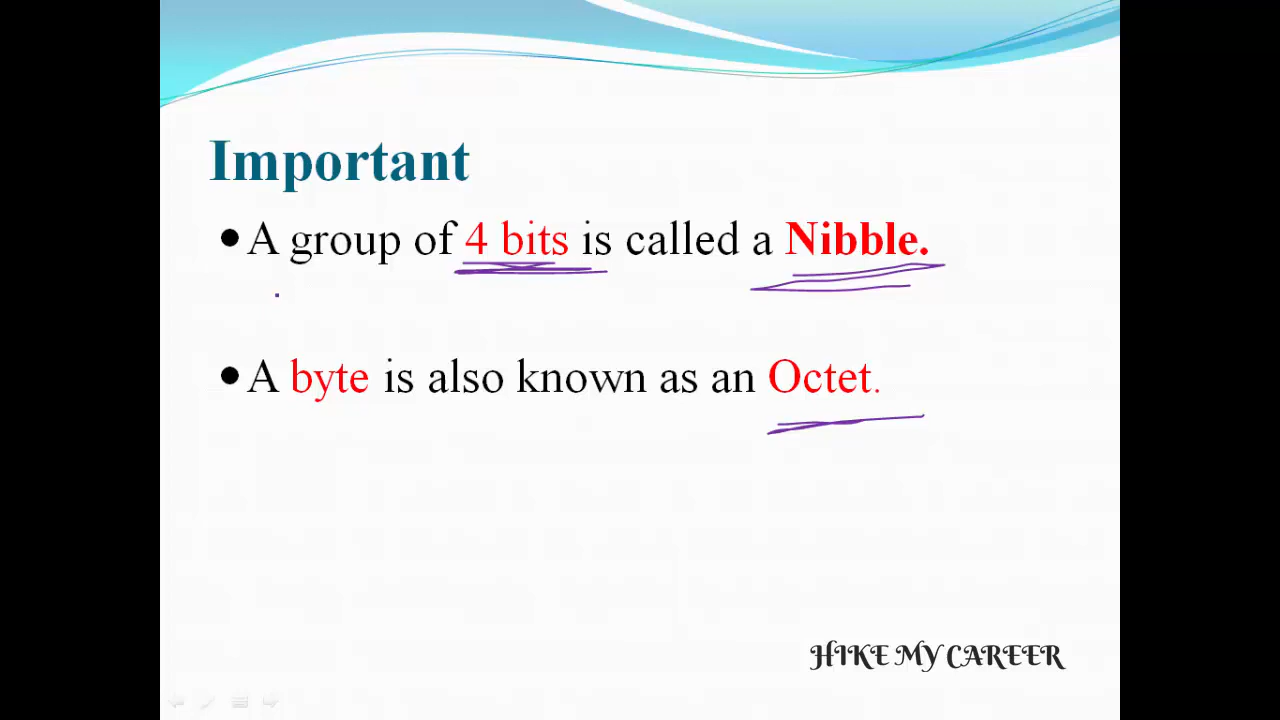 Important
•A group of 4 bits is called a Nibble.
•A byte is also known as an Octet.
HIKE MY CAREER